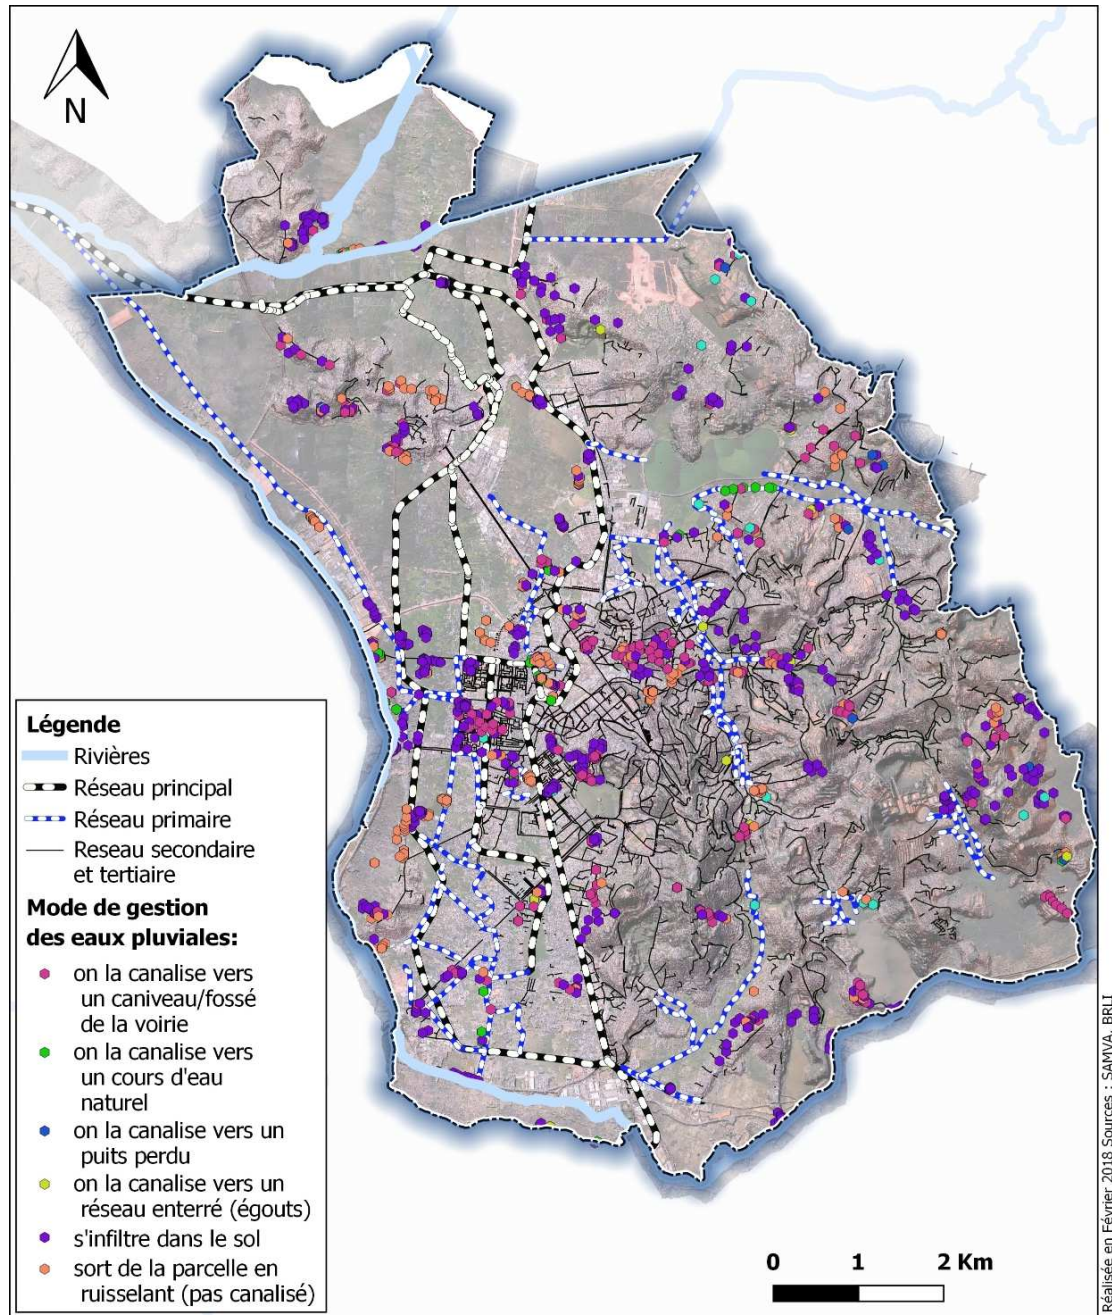 N
Légende
Rivières
Réseau principal
Réseau primaire
Reseau secondaire
et tertiaire
Mode de gestion
des eaux pluviales:
on la canalise vers
un caniveau/fossé
de la voirie
on la canalise vers
un cours d'eau
naturel
on la canalise vers un
puits perdu
on la canalise vers un
réseau enterré (égouts)
s'infiltre dans le sol
sort de la parcelle en
ruisselant (pas canalisé)
0 1 2 Km
Réalisée en Février 2018 Sources : SAMVA, BRLI